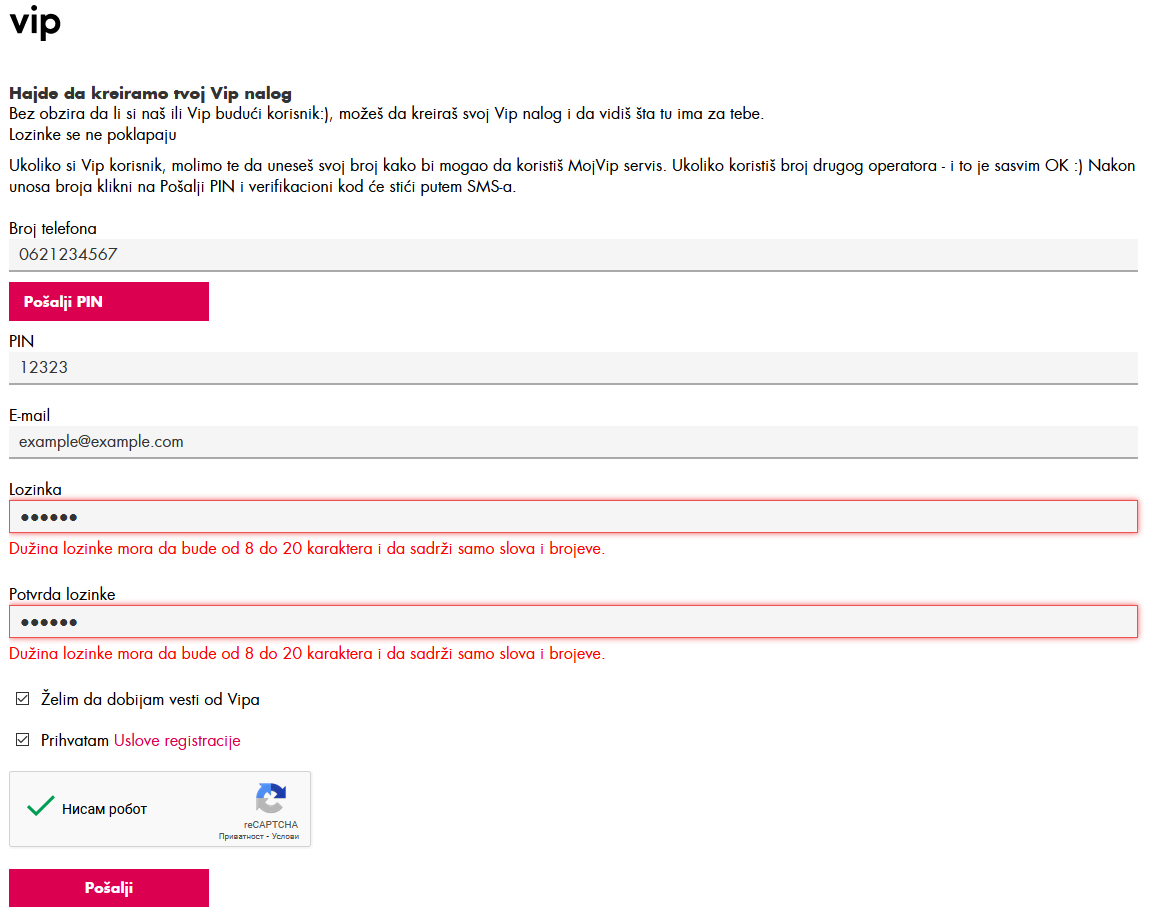 vip
Hajde da kreiramo tvoj Vip nalog
Bez obzira da li si naš ili Vip budući korisnik:), možeš da kreiraš svoj Vip nalog i da vidiš šta tu ima za tebe.
Lozinke se ne poklapaju
Ukoliko si Vip korisnik, molimo te da uneseš svoj broj kako bi mogao da koristiš MojVip servis. Ukoliko koristiš broj drugog operatora - i to je sasvim OK :) Nakon
unosa broja klikni na Pošalji PIN i verifikacioni kod će stići putem SMS-a.
Broj telefona
0621234567
Pošalji PIN
PIN
12323
E-mail
example@example.com
Lozinka
●●●●●●
Dužina lozinke mora da bude od 8 do 20 karaktera i da sadrži samo slova i brojeve.
Potvrda lozinke
●●●●●●
Dužina lozinke mora da bude od 8 do 20 karaktera i da sadrži samo slova i brojeve.
Želim da dobijam vesti od Vipa
Prihvatam Uslove registracije
Нисам робот
reCAPTCHA
Приватност - Услови
Pošalji